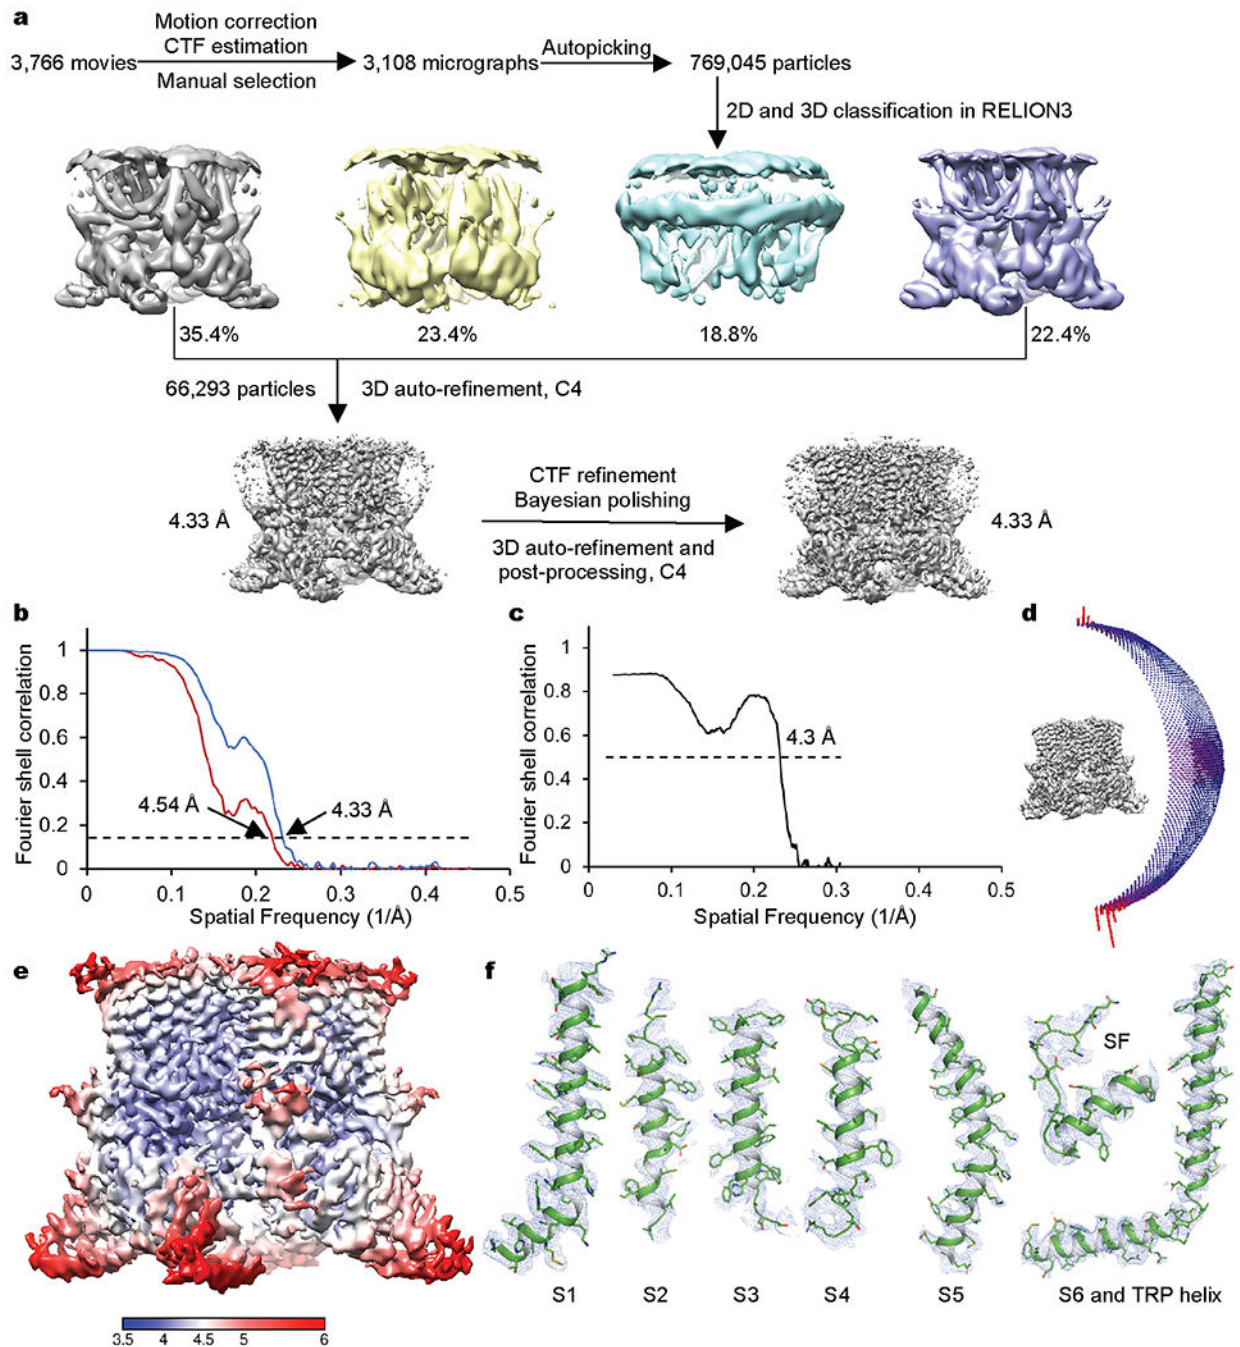 a
Motion correction
CTF estimation
3,766 movies
Manual selection
3,108 micrographs
Autopicking
769,045 particles
2D and 3D classification in RELION3
35.4%
23.4%
18.8%
22.4%
66,293 particles
3D auto-refinement, C4
4.33 Å
CTF refinement
Bayesian polishing
3D auto-refinement and
post-processing, C4
4.33 Å
b
Fourier shell correlation
1
0.8
0.6
0.4
0.2
0
4.54 Å
4.33 Å
0
0.1
0.2
0.3
0.4
0.5
Spatial Frequency (1/Å)
c
Fourier shell correlation
1
0.8
0.6
0.4
0.2
0
4.3 Å
0
0.1
0.2
0.3
0.4
0.5
Spatial Frequency (1/Å)
d
e
3.5
4
4.5
5
6
f
SF
S1
S2
S3
S4
S5
S6 and TRP helix